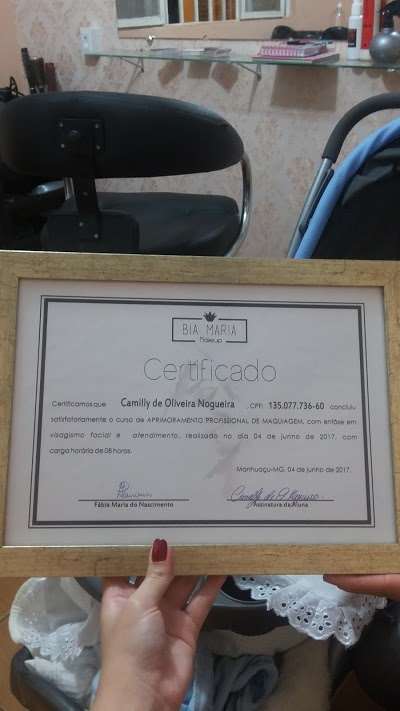 BIA MARIA
Makeup
Certificado
Certificamos que Camilly de Oliveira Nogueira , CPF: 135.077.736-60 concluiu
satisfatoriamente o curso de APRIMORAMENTO PROFISSIONAL DE MAQUIAGEM, com enfâse em
visagismo facial e atendimento, realizado no dia 04 de junho de 2017, com
carga horária de 08 horas.
Manhuaçu-MG, 04 de junho de 2017.
Fábia Maria do Nascimento
Assinatura da Aluna